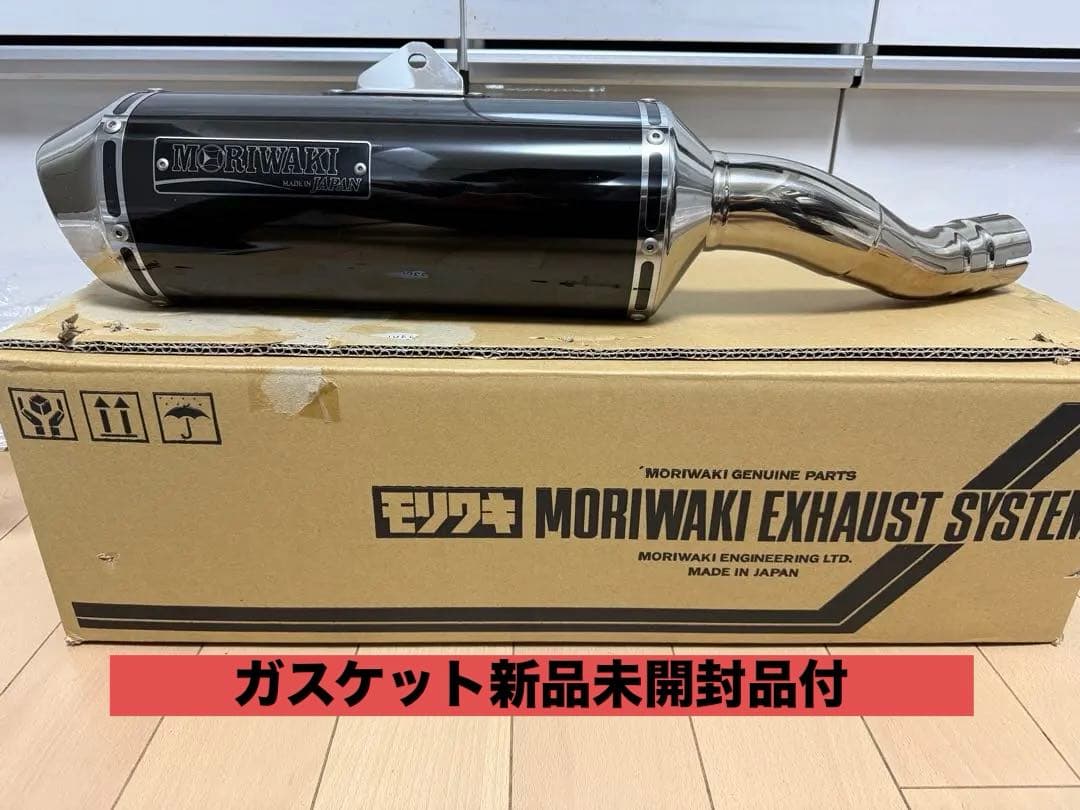 MORIWAKI
MADE IN JAPAN
MORIWAKI GENUINE PARTS
モリワキ MORIWAKI EXHAUST SYSTEM
MORIWAKI ENGINEERING LTD.
MADE IN JAPAN
ガスケット新品未開封品付